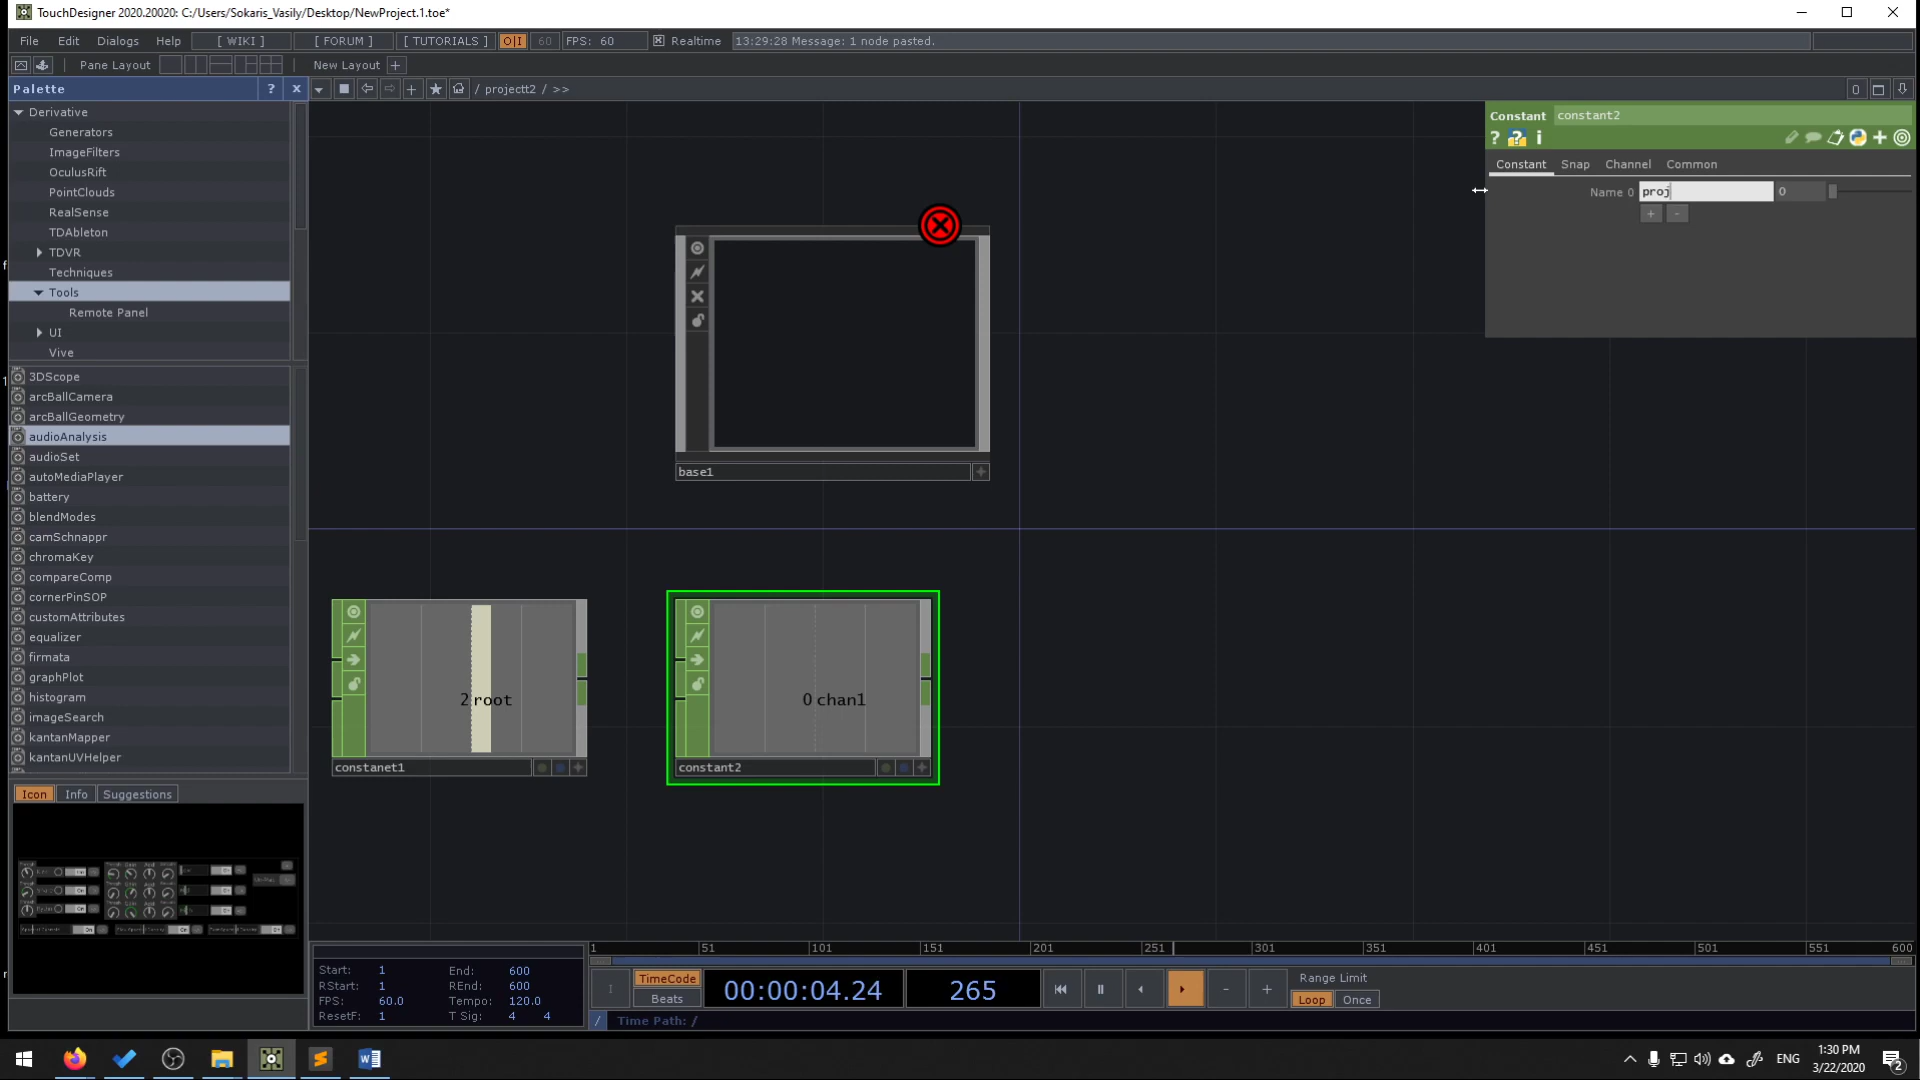 TouchDesigner 2020.20020: C:/Users/Sokaris_Vasily/Desktop/NewProject.1.toe*
File Edit Dialogs Help [ WIKI ] [ FORUM ] [ TUTORIALS ] O|I 60 FPS: 60 Realtime 13:29:28 Message: 1 node pasted.
Pane Layout New Layout +
Palette ? x / projectt2 / >> 0
Derivative
Generators
ImageFilters
OculusRift
PointClouds
RealSense
TDAbleton
TDVR
Techniques
Tools
Remote Panel
UI
Vive
3DScope
arcBallCamera
arcBallGeometry
audioAnalysis
audioSet
autoMediaPlayer
battery
blendModes
camSchnappr
chromaKey
compareComp
cornerPinSOP
customAttributes
equalizer
firmata
graphPlot
histogram
imageSearch
kantanMapper
kantanUVHelper
Icon Info Suggestions
base1
2 root
constanet1
0 chan1
constant2
Constant constant2
? ? i
Constant Snap Channel Common
Name 0 proj 0
+ -
1 51 101 151 201 251 301 351 401 451 501 551 600
Start: 1 End: 600
RStart: 1 REnd: 600
FPS: 60.0 Tempo: 120.0
ResetF: 1 T Sig: 4 4
1 TimeCode Beats 00:00:04.24 265 - + Range Limit Loop Once
/ Time Path: /
ENG 1:30 PM 3/22/2020 2